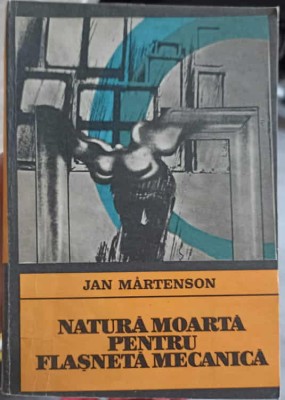 JAN MÅRTENSON
NATURĂ MOARTĂ
PENTRU
FLAȘNETĂ MECANICĂ